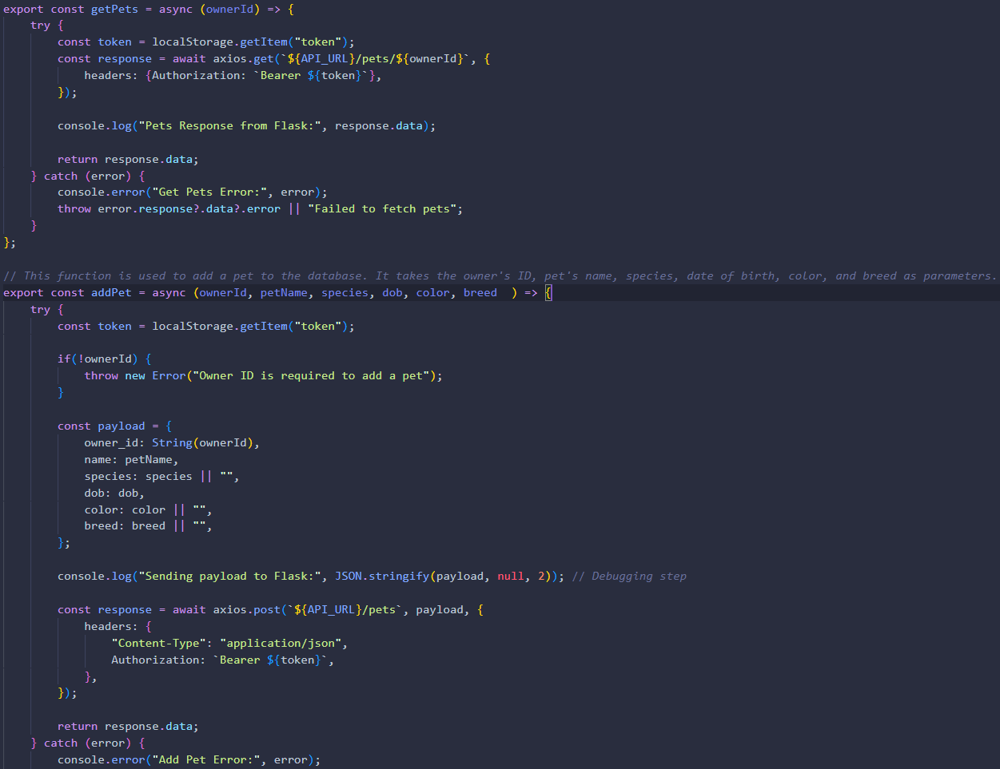 export const getPets = async (ownerId) => {
    try {
        const token = localStorage.getItem("token");
        const response = await axios.get(`${API_URL}/pets/${ownerId}`, {
            headers: {Authorization: `Bearer ${token}`},
        });

        console.log("Pets Response from Flask:", response.data);

        return response.data;
    } catch (error) {
        console.error("Get Pets Error:", error);
        throw error.response?.data?.error || "Failed to fetch pets";
    }
};

// This function is used to add a pet to the database. It takes the owner's ID, pet's name, species, date of birth, color, and breed as parameters.
export const addPet = async (ownerId, petName, species, dob, color, breed  ) => {
    try {
        const token = localStorage.getItem("token");

        if(!ownerId) {
            throw new Error("Owner ID is required to add a pet");
        }

        const payload = {
            owner_id: String(ownerId),
            name: petName,
            species: species || "",
            dob: dob,
            color: color || "",
            breed: breed || "",
        };

        console.log("Sending payload to Flask:", JSON.stringify(payload, null, 2)); // Debugging step

        const response = await axios.post(`${API_URL}/pets`, payload, {
            headers: {
                "Content-Type": "application/json",
                Authorization: `Bearer ${token}`,
            },
        });

        return response.data;
    } catch (error) {
        console.error("Add Pet Error:", error);